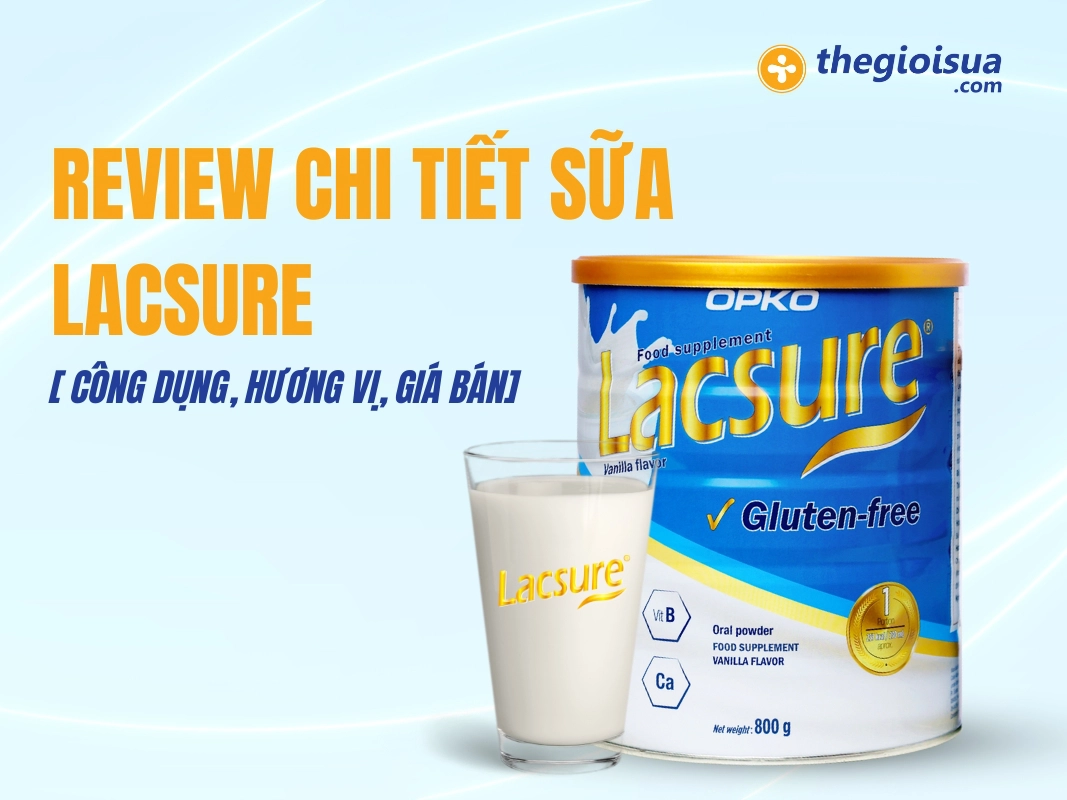 thegioisua
.com
REVIEW CHI TIẾT SỮA
LACSURE
[ CÔNG DỤNG, HƯƠNG VỊ, GIÁ BÁN]
OPKO
Food supplement
Lacsure®
Vanilla flavor
✓ Gluten-free
Lacsure®
1
Vit B
Oral powder
FOOD SUPPLEMENT
VANILLA FLAVOR
Ca
Net weight: 800 g